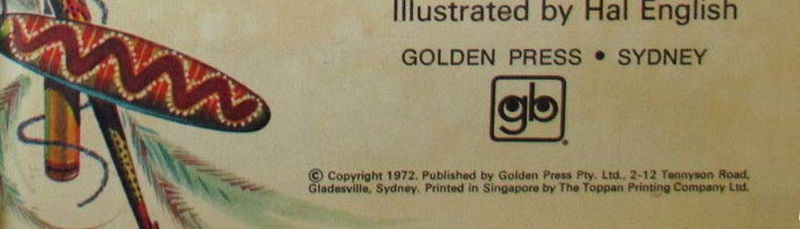 Illustrated by Hal English
GOLDEN PRESS • SYDNEY
gb
© Copyright 1972. Published by Golden Press Pty. Ltd., 2-12 Tennyson Road,
Gladesville, Sydney. Printed in Singapore by The Toppan Printing Company Ltd.